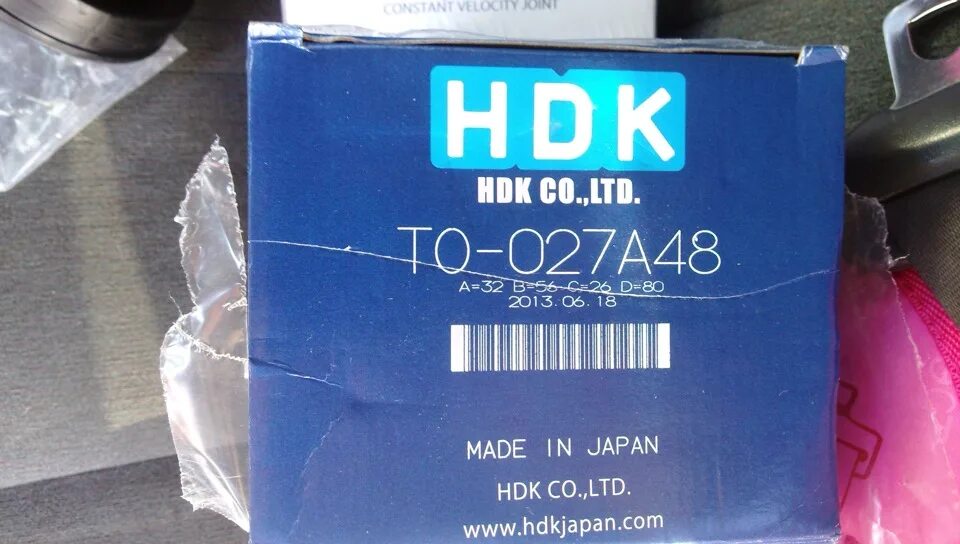 CONSTANT VELOCITY JOINT
HDK
HDK CO.,LTD.
TO-027A48
A=32 B=56 C=26 D=80
2013.06.18
MADE IN JAPAN
HDK CO.,LTD.
www.hdkjapan.com